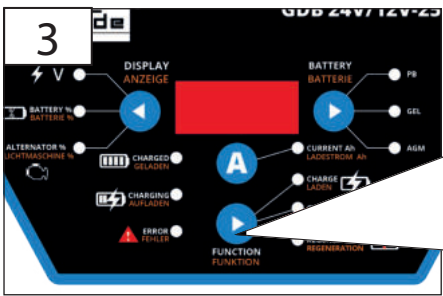 3
de
GDB 24V/12V-25
DISPLAY
ANZEIGE
BATTERY
BATTERIE
V
PB
BATTERY %
BATTERIE %
GEL
ALTERNATOR %
LICHTMASCHINE %
CHARGED
GELADEN
A
CURRENT Ah
LADESTROM Ah
AGM
CHARGING
AUFLADEN
CHARGE
LADEN
ERROR
FEHLER
FUNCTION
FUNKTION
REGENERATION